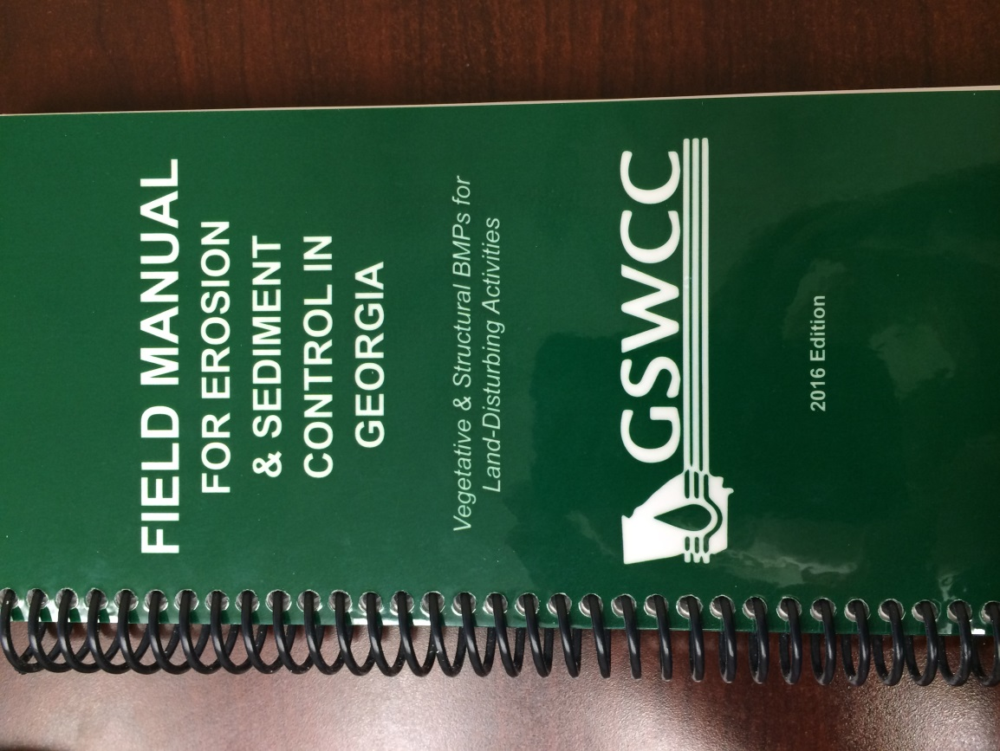 FIELD MANUAL
FOR EROSION
& SEDIMENT
CONTROL IN
GEORGIA
Vegetative & Structural BMPs for
Land-Disturbing Activities
GSWCC
2016 Edition